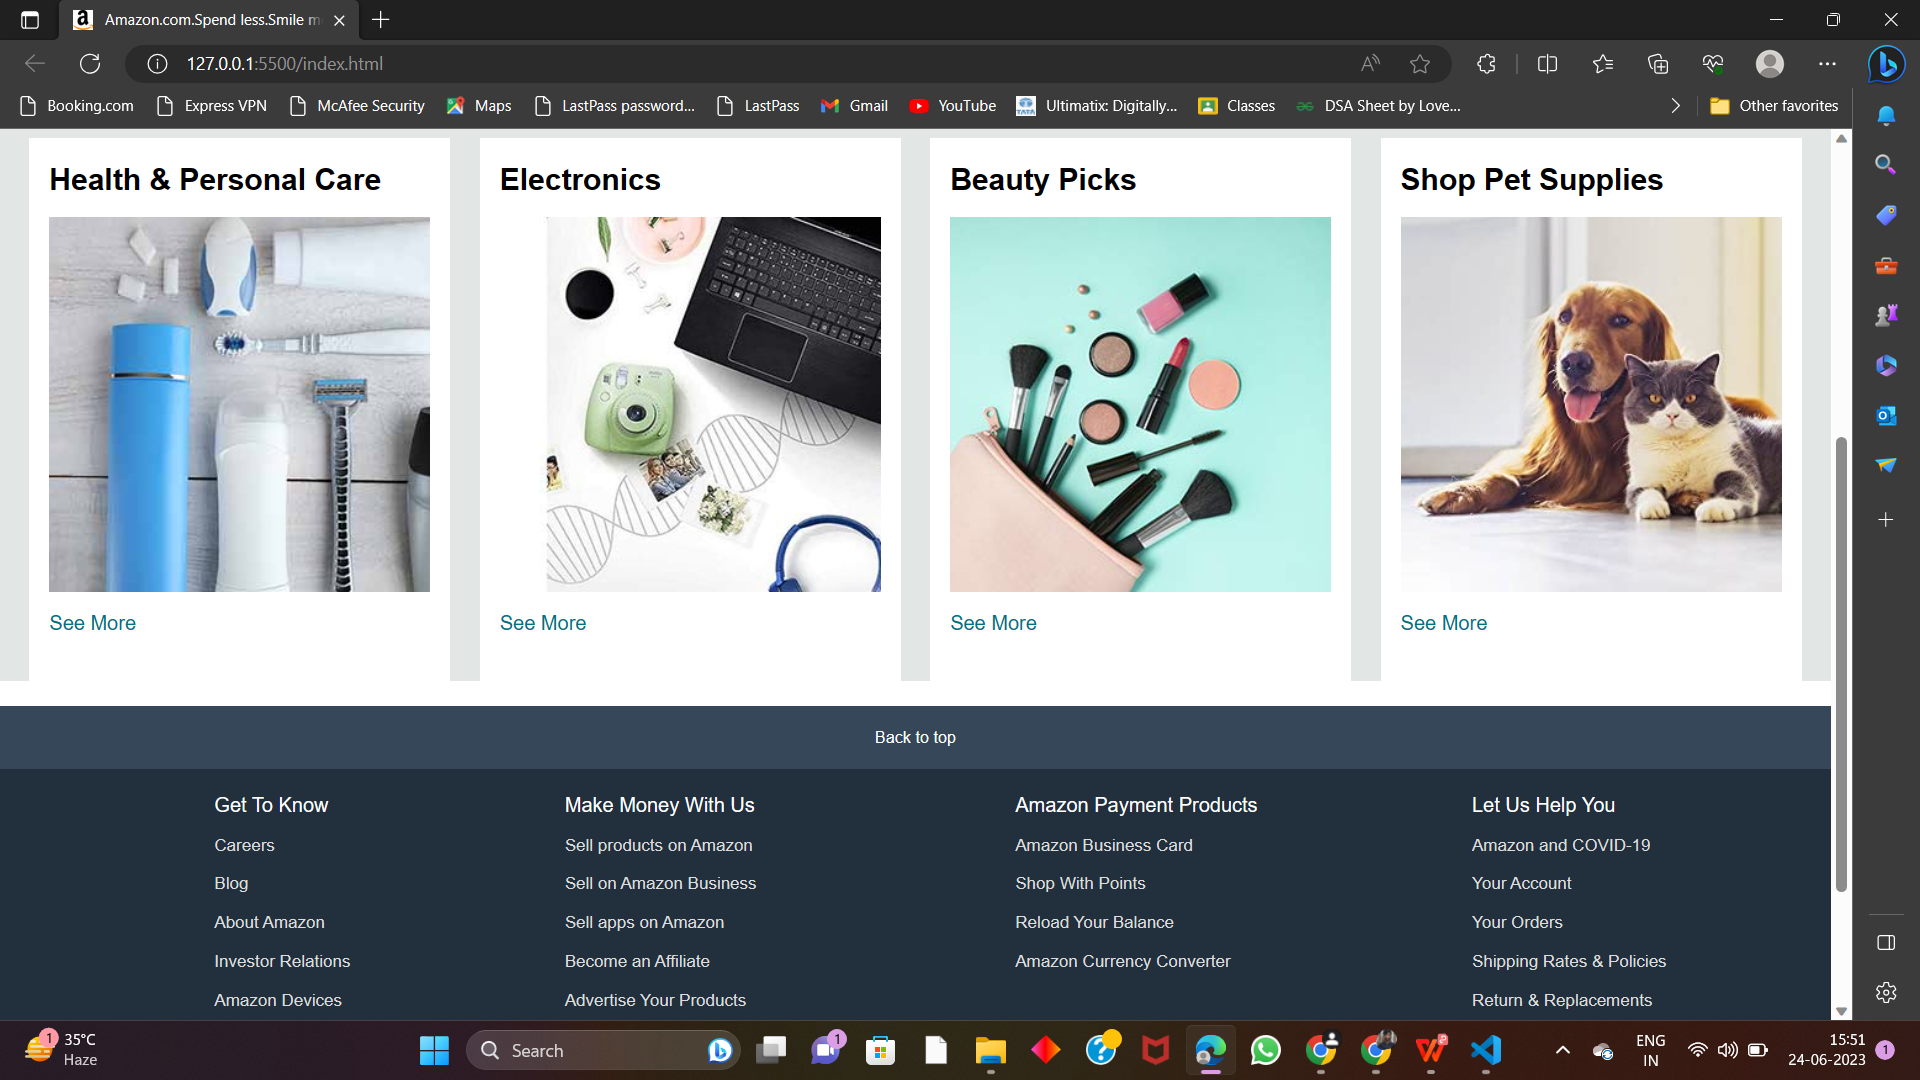 Amazon.com.Spend less.Smile m
127.0.0.1:5500/index.html
Booking.com Express VPN McAfee Security Maps LastPass password... LastPass Gmail YouTube Ultimatix: Digitally... Classes DSA Sheet by Love... Other favorites
Health & Personal Care Electronics Beauty Picks Shop Pet Supplies
See More See More See More See More
Back to top
Get To Know Make Money With Us Amazon Payment Products Let Us Help You
Careers Sell products on Amazon Amazon Business Card Amazon and COVID-19
Blog Sell on Amazon Business Shop With Points Your Account
About Amazon Sell apps on Amazon Reload Your Balance Your Orders
Investor Relations Become an Affiliate Amazon Currency Converter Shipping Rates & Policies
Amazon Devices Advertise Your Products Return & Replacements
1 35°C
Haze
Search
1
ENG
IN
15:51
24-06-2023
1